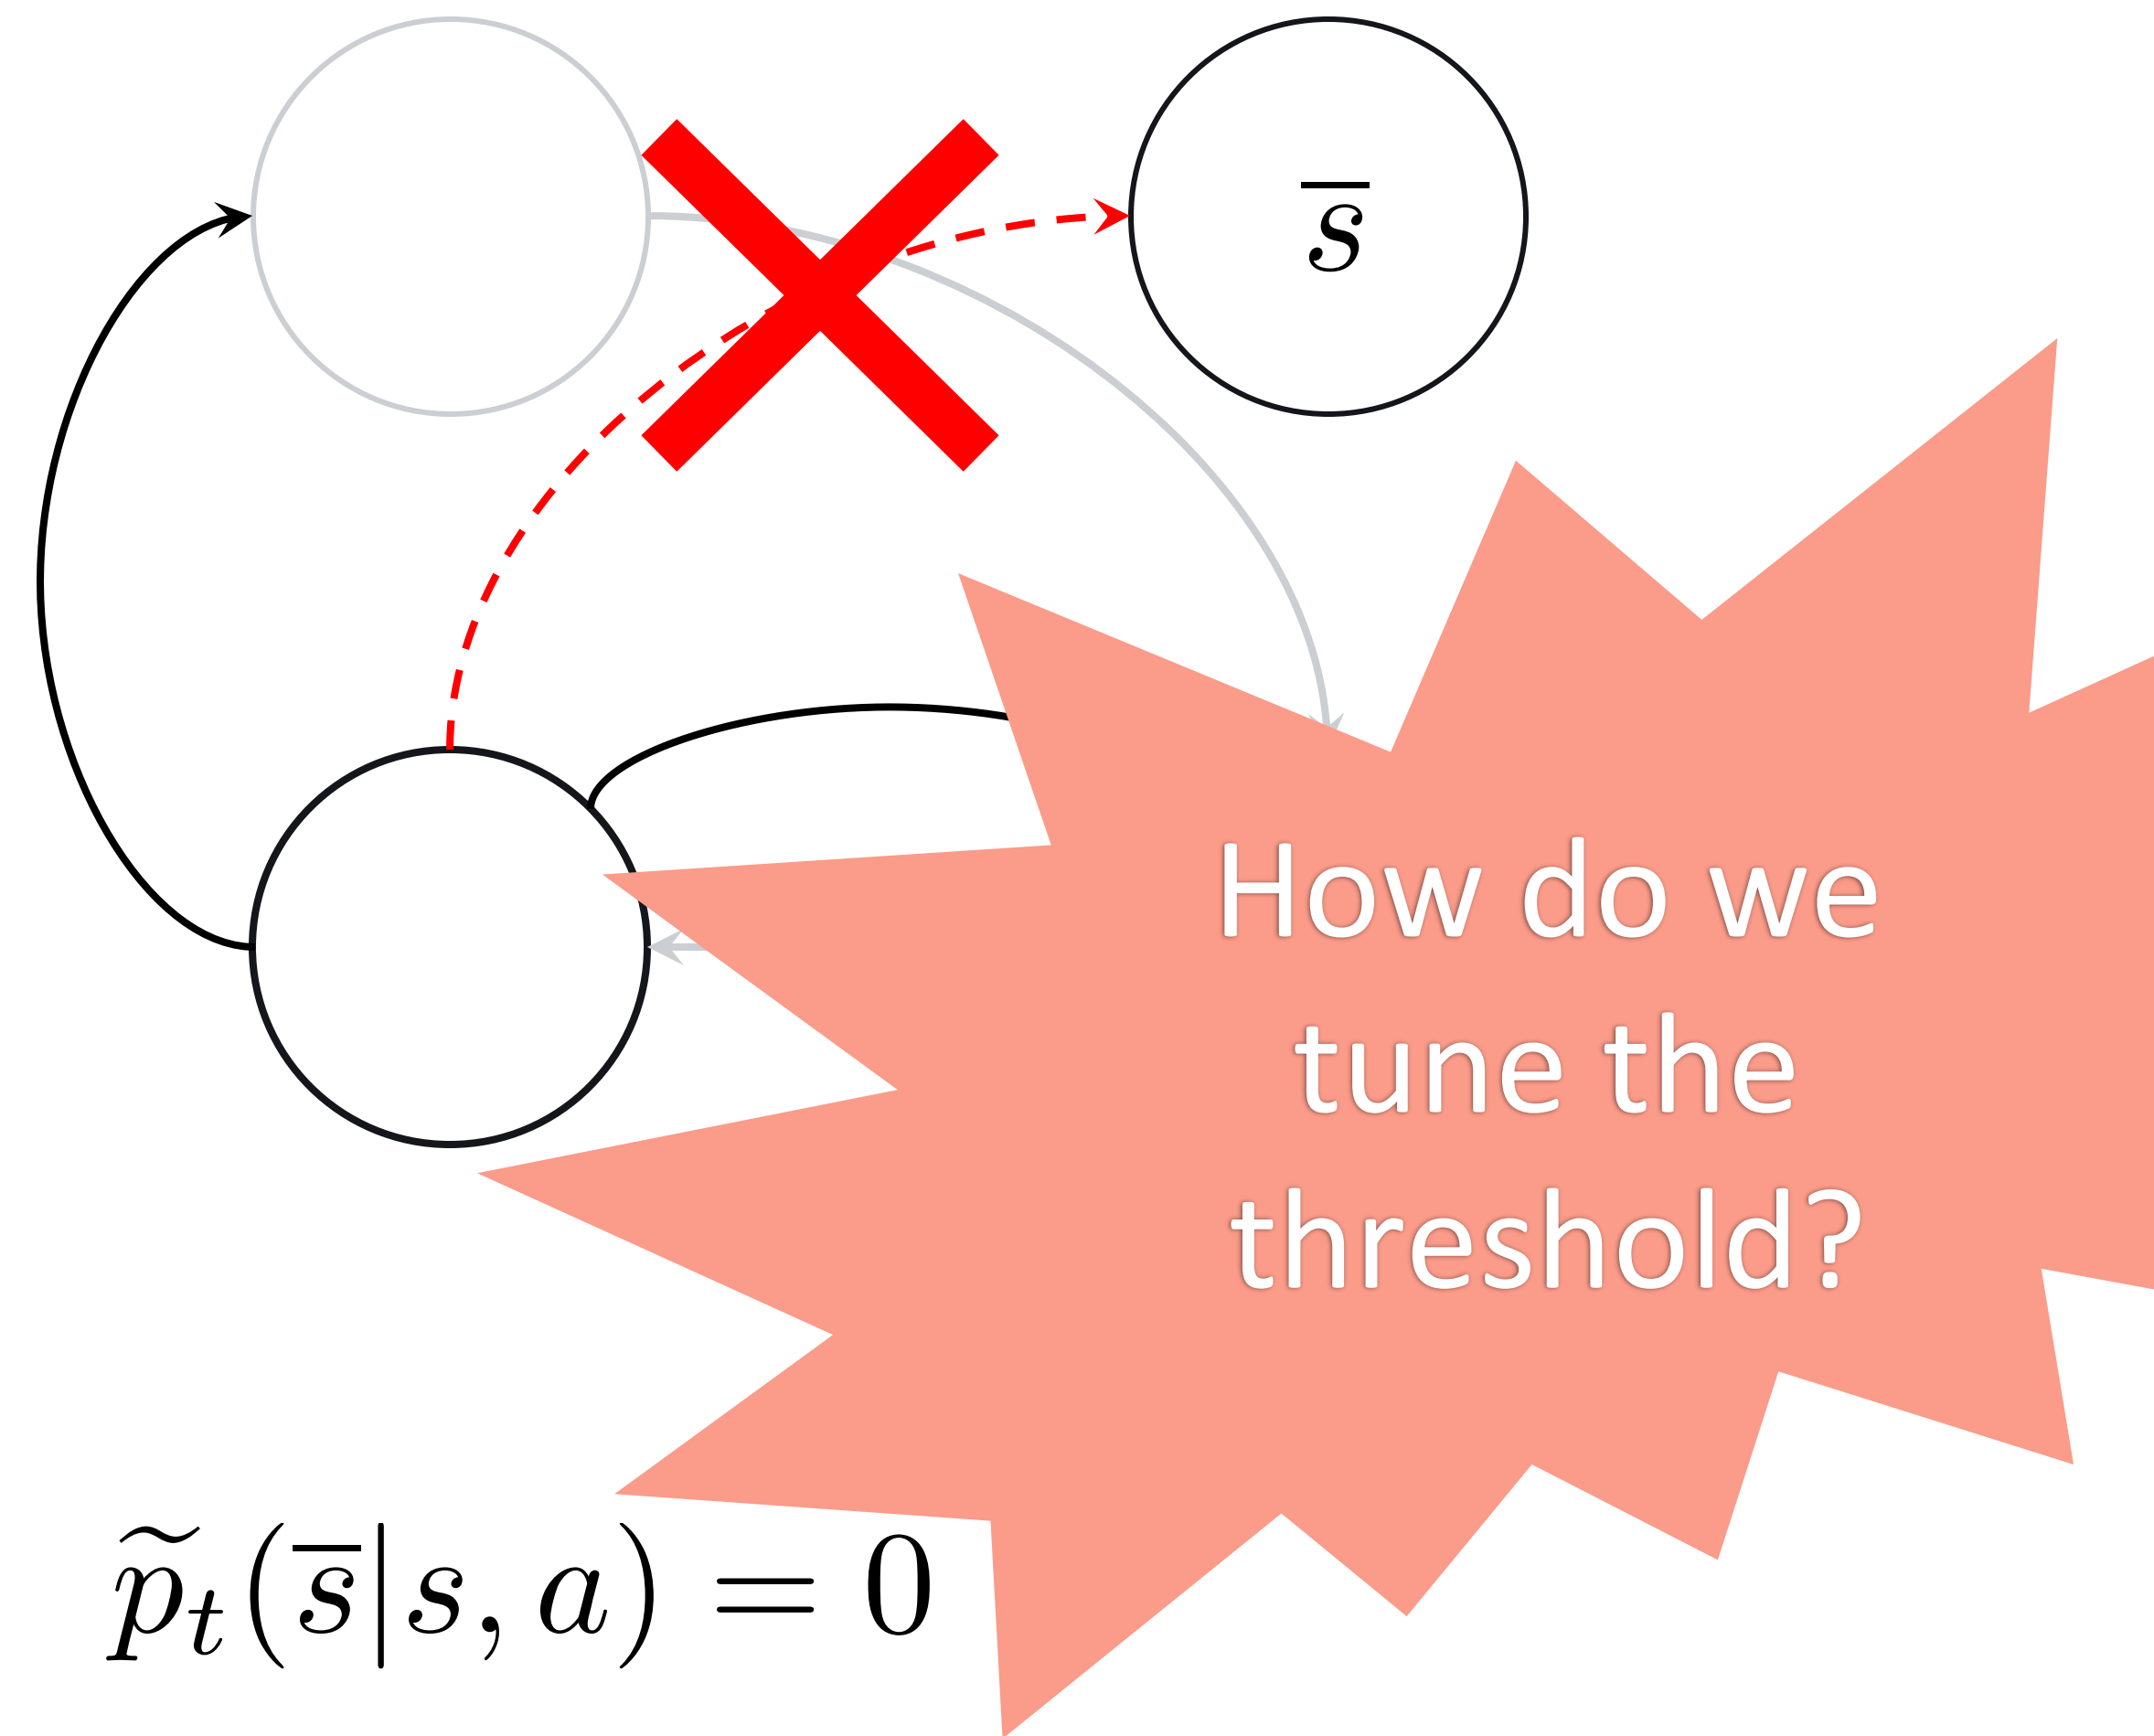 s̅
How do we
tune the
threshold?
p̃ₜ(s̅|s, a) = 0